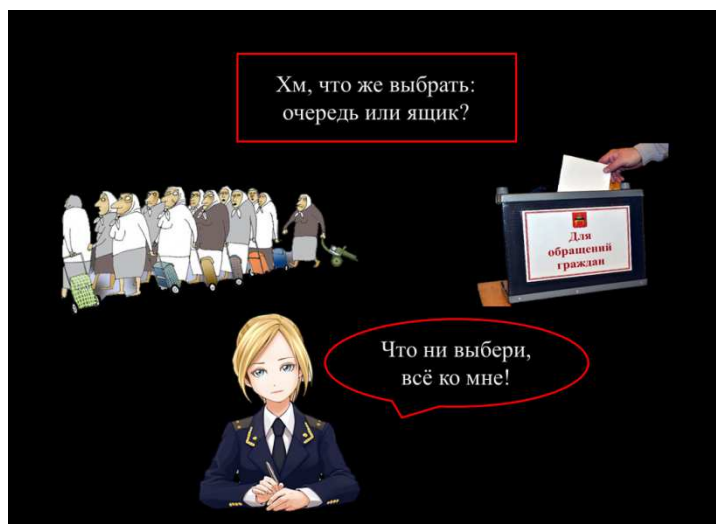 Хм, что же выбрать:
очередь или ящик?
Для
обращений
граждан
Что ни выбери,
всё ко мне!